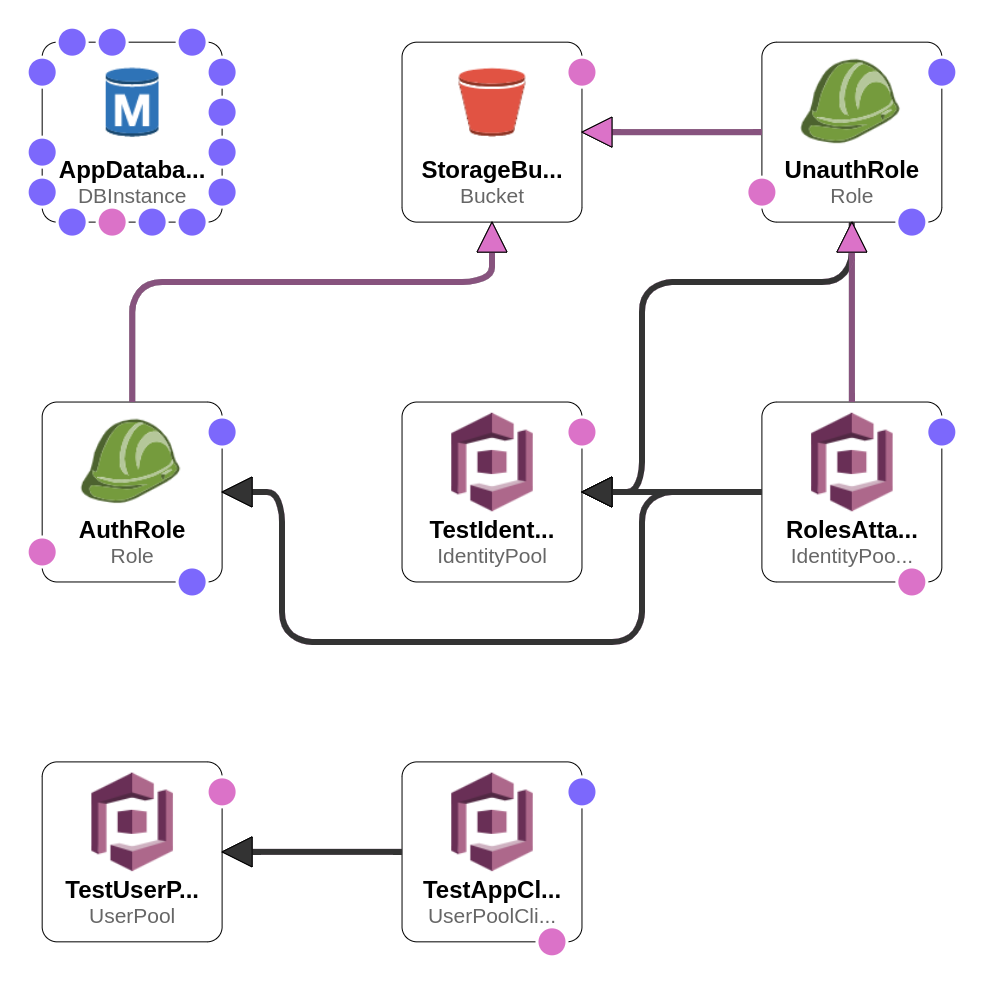 M
AppDataba...
DBInstance
StorageBu...
Bucket
UnauthRole
Role
AuthRole
Role
TestIdent...
IdentityPool
RolesAtta...
IdentityPoo...
TestUserP...
UserPool
TestAppCl...
UserPoolCli...